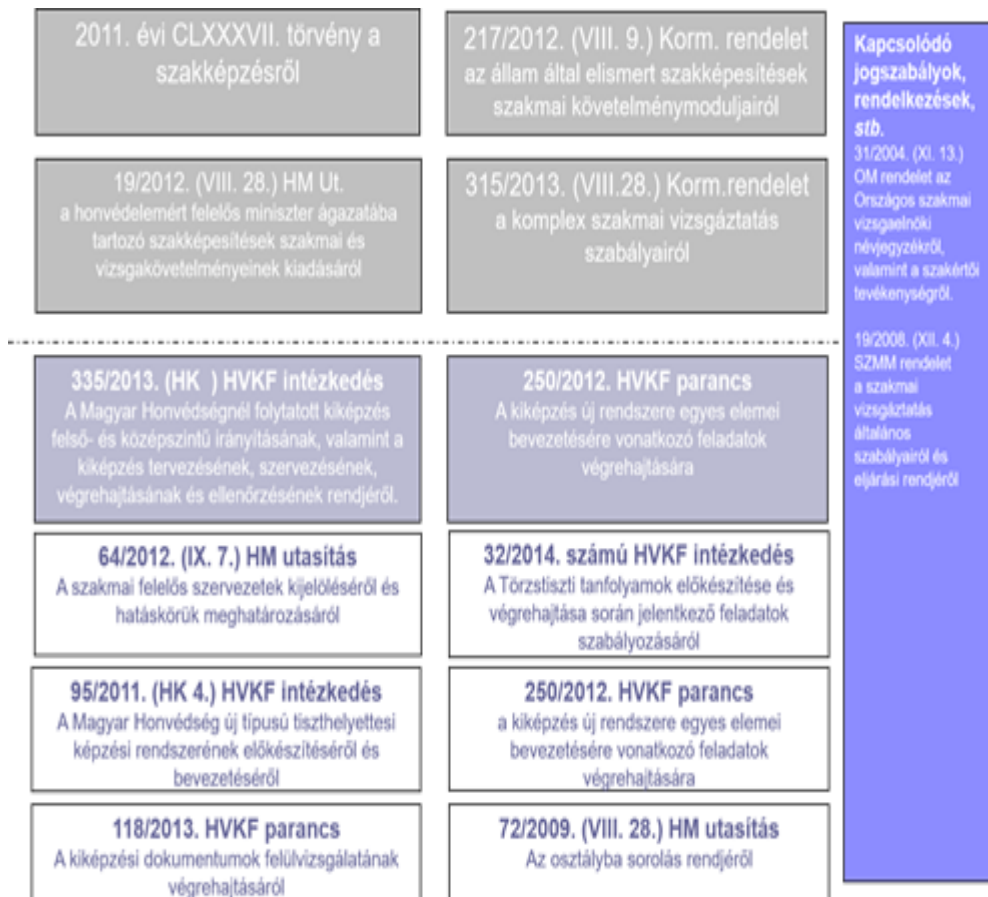 2011. évi CLXXXVII. törvény a
szakképzésről
217/2012. (VIII. 9.) Korm. rendelet
az állam által elismert szakképesítések
szakmai követelménymoduljairól
19/2012. (VIII. 28.) HM Ut.
a honvédelemért felelős miniszter ágazatába
tartozó szakképesítések szakmai és
vizsgakövetelményeinek kiadásáról
315/2013. (VIII.28.) Korm.rendelet
a komplex szakmai vizsgáztatás
szabályairól
335/2013. (HK ) HVKF intézkedés
A Magyar Honvédségnél folytatott kiképzés
felső- és középszintű irányításának, valamint a
kiképzés tervezésének, szervezésének,
végrehajtásának és ellenőrzésének rendjéről.
250/2012. HVKF parancs
A kiképzés új rendszere egyes elemei
bevezetésére vonatkozó feladatok
végrehajtására
64/2012. (IX. 7.) HM utasítás
A szakmai felelős szervezetek kijelöléséről és
hatáskörük meghatározásáról
32/2014. számú HVKF intézkedés
A Törzstiszti tanfolyamok előkészítése és
végrehajtása során jelentkező feladatok
szabályozásáról
95/2011. (HK 4.) HVKF intézkedés
A Magyar Honvédség új típusú tiszthelyettesi
képzési rendszerének előkészítéséről és
bevezetéséről
250/2012. HVKF parancs
a kiképzés új rendszere egyes elemei
bevezetésére vonatkozó feladatok
végrehajtására
118/2013. HVKF parancs
A kiképzési dokumentumok felülvizsgálatának
végrehajtásáról
72/2009. (VIII. 28.) HM utasítás
Az osztályba sorolás rendjéről
Kapcsolódó
jogszabályok,
rendelkezések,
stb.
31/2004. (XI. 13.)
OM rendelet az
Országos szakmai
vizsgaelnöki
névjegyzékről,
valamint a szakértői
tevékenységről.
19/2008. (XII. 4.)
SZMM rendelet
a szakmai
vizsgáztatás
általános
szabályairól és
eljárási rendjéről